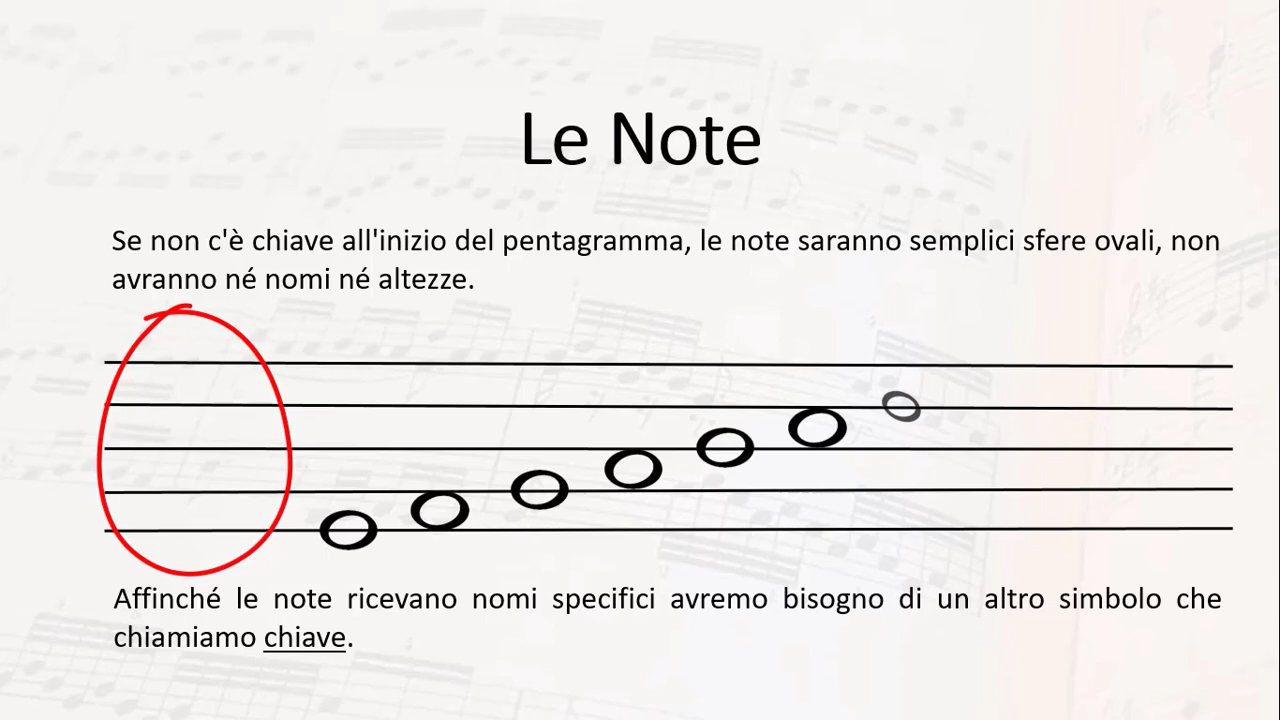 Le Note
Se non c'è chiave all'inizio del pentagramma, le note saranno semplici sfere ovali, non
avranno né nomi né altezze.
Affinché le note ricevano nomi specifici avremo bisogno di un altro simbolo che
chiamiamo chiave.